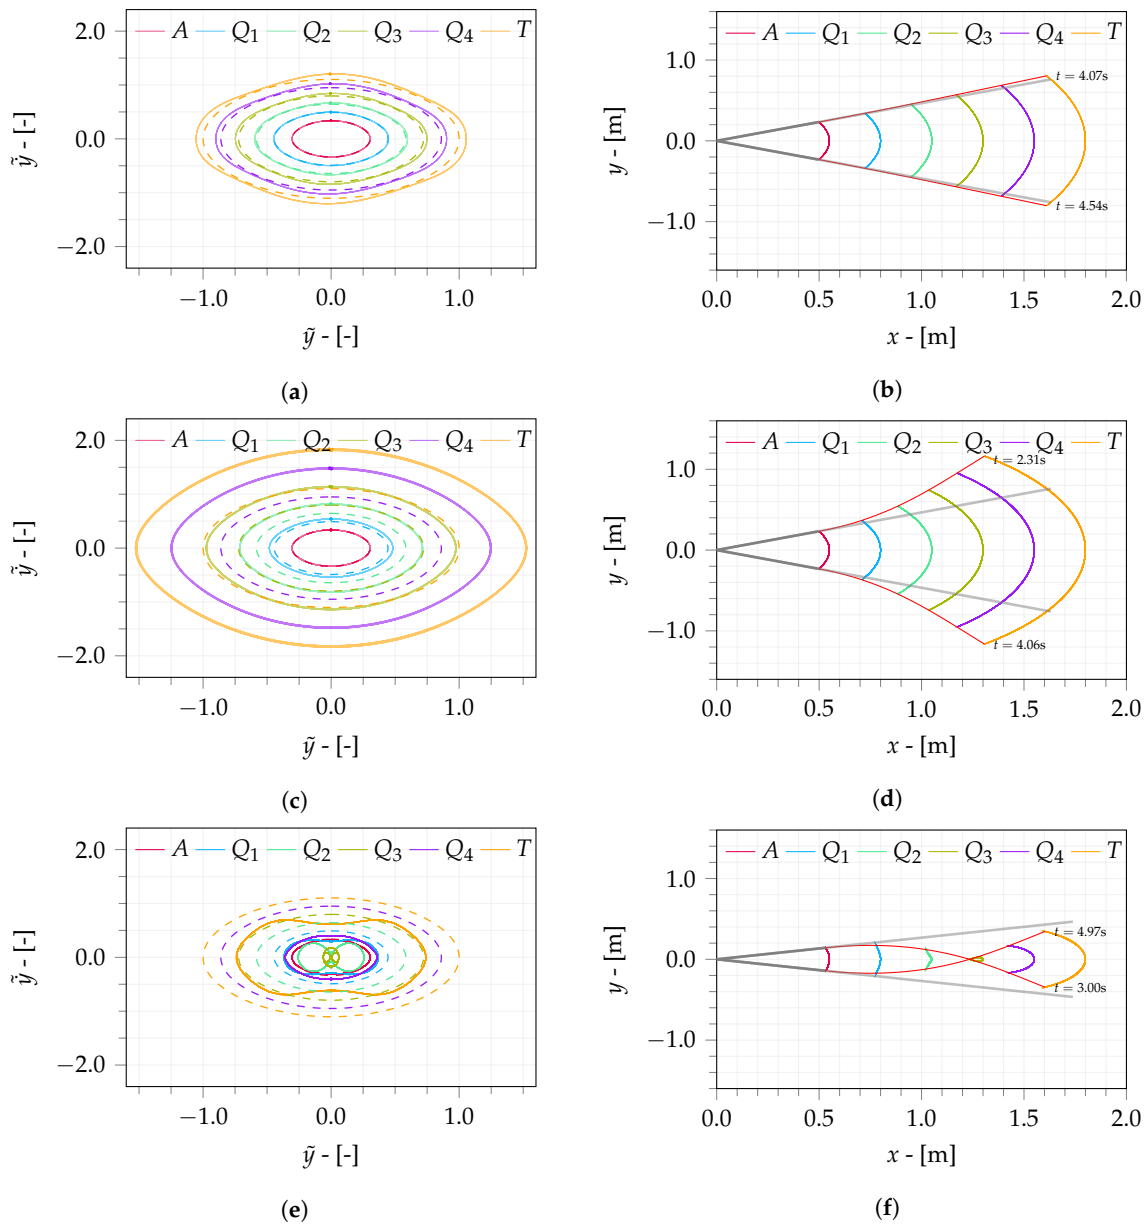 2.0
0.0
−2.0
ỹ - [-]
A Q1 Q2 Q3 Q4 T
−1.0 0.0 1.0
ỹ - [-]
(a)
1.0
0.0
−1.0
y - [m]
A Q1 Q2 Q3 Q4 T
t = 4.07s
t = 4.54s
0.0 0.5 1.0 1.5 2.0
x - [m]
(b)
2.0
0.0
−2.0
ỹ - [-]
A Q1 Q2 Q3 Q4 T
−1.0 0.0 1.0
ỹ - [-]
(c)
1.0
0.0
−1.0
y - [m]
A Q1 Q2 Q3 Q4 T
t = 2.31s
t = 4.06s
0.0 0.5 1.0 1.5 2.0
x - [m]
(d)
2.0
0.0
−2.0
ỹ - [-]
A Q1 Q2 Q3 Q4 T
−1.0 0.0 1.0
ỹ - [-]
(e)
1.0
0.0
−1.0
y - [m]
A Q1 Q2 Q3 Q4 T
t = 4.97s
t = 3.00s
0.0 0.5 1.0 1.5 2.0
x - [m]
(f)